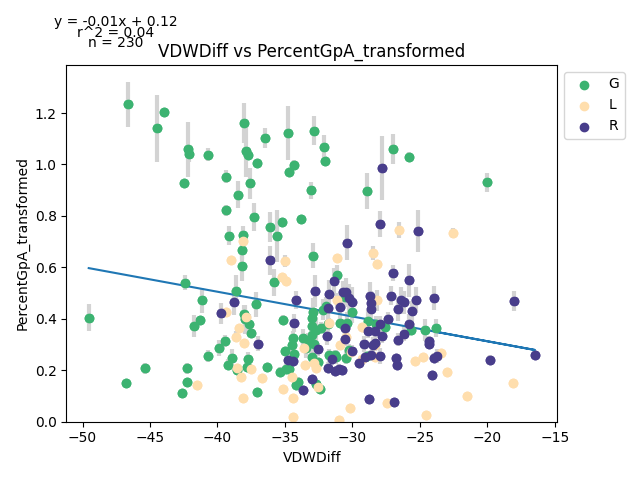 y = -0.01x + 0.12
r^2 = 0.04
n = 230
VDWDiff vs PercentGpA_transformed
G
L
R
PercentGpA_transformed
1.2
1.0
0.8
0.6
0.4
0.2
0.0
−50
−45
−40
−35
−30
−25
−20
−15
VDWDiff